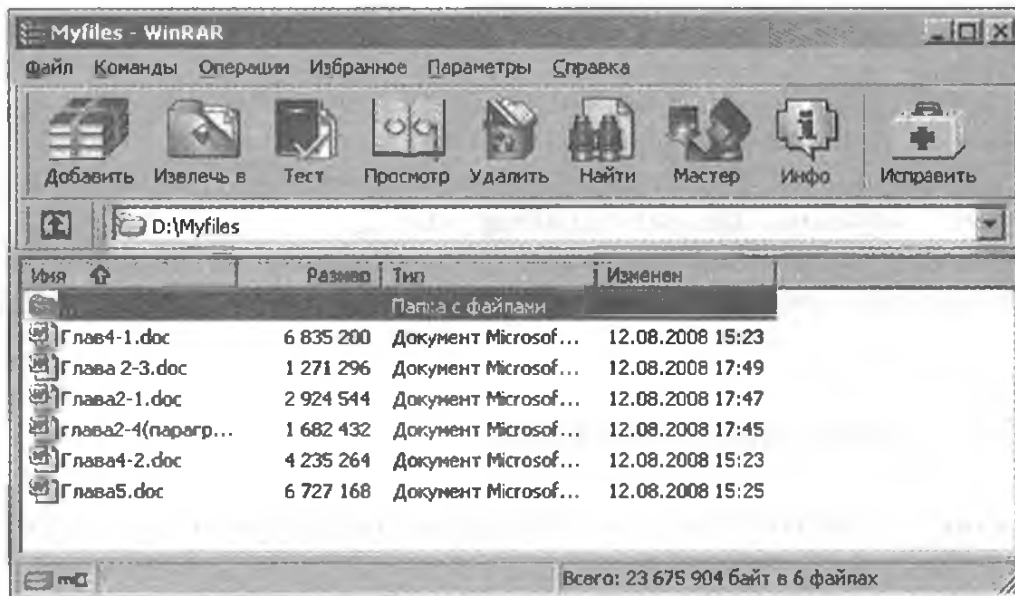 Myfiles - WinRAR
Файл Команды Операции Избранное Параметры Справка
Добавить Извлечь в Тест Просмотр Удалить Найти Мастер Инфо Исправить
D:\Myfiles
Имя Размер Тип Изменен
.. Папка с файлами
Глав4-1.doc 6 835 200 Документ Microsof... 12.08.2008 15:23
Глава 2-3.doc 1 271 296 Документ Microsof... 12.08.2008 17:49
Глава2-1.doc 2 924 544 Документ Microsof... 12.08.2008 17:47
глава2-4(парагр... 1 682 432 Документ Microsof... 12.08.2008 17:45
Глава4-2.doc 4 235 264 Документ Microsof... 12.08.2008 15:23
Глава5.doc 6 727 168 Документ Microsof... 12.08.2008 15:25
Всего: 23 675 904 байт в 6 файлах